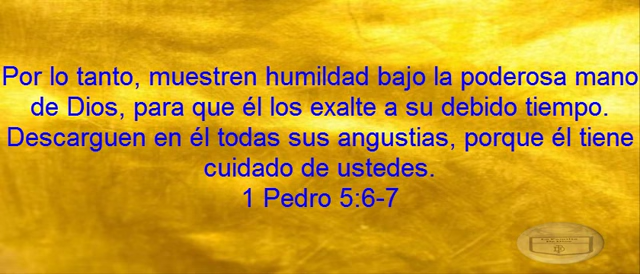 Por lo tanto, muestren humildad bajo la poderosa mano
de Dios, para que él los exalte a su debido tiempo.
Descarguen en él todas sus angustias, porque él tiene
cuidado de ustedes.
1 Pedro 5:6-7